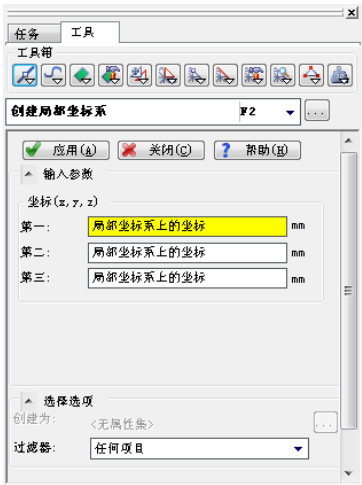 任务 工具
工具箱
创建局部坐标系 F2 ...
应用(A) 关闭(C) ? 帮助(H)
输入参数
坐标(x, y, z)
第一: 局部坐标系上的坐标 mm
第二: 局部坐标系上的坐标 mm
第三: 局部坐标系上的坐标 mm
选择选项
创建为: <无属性集> ...
过滤器: 任何项目